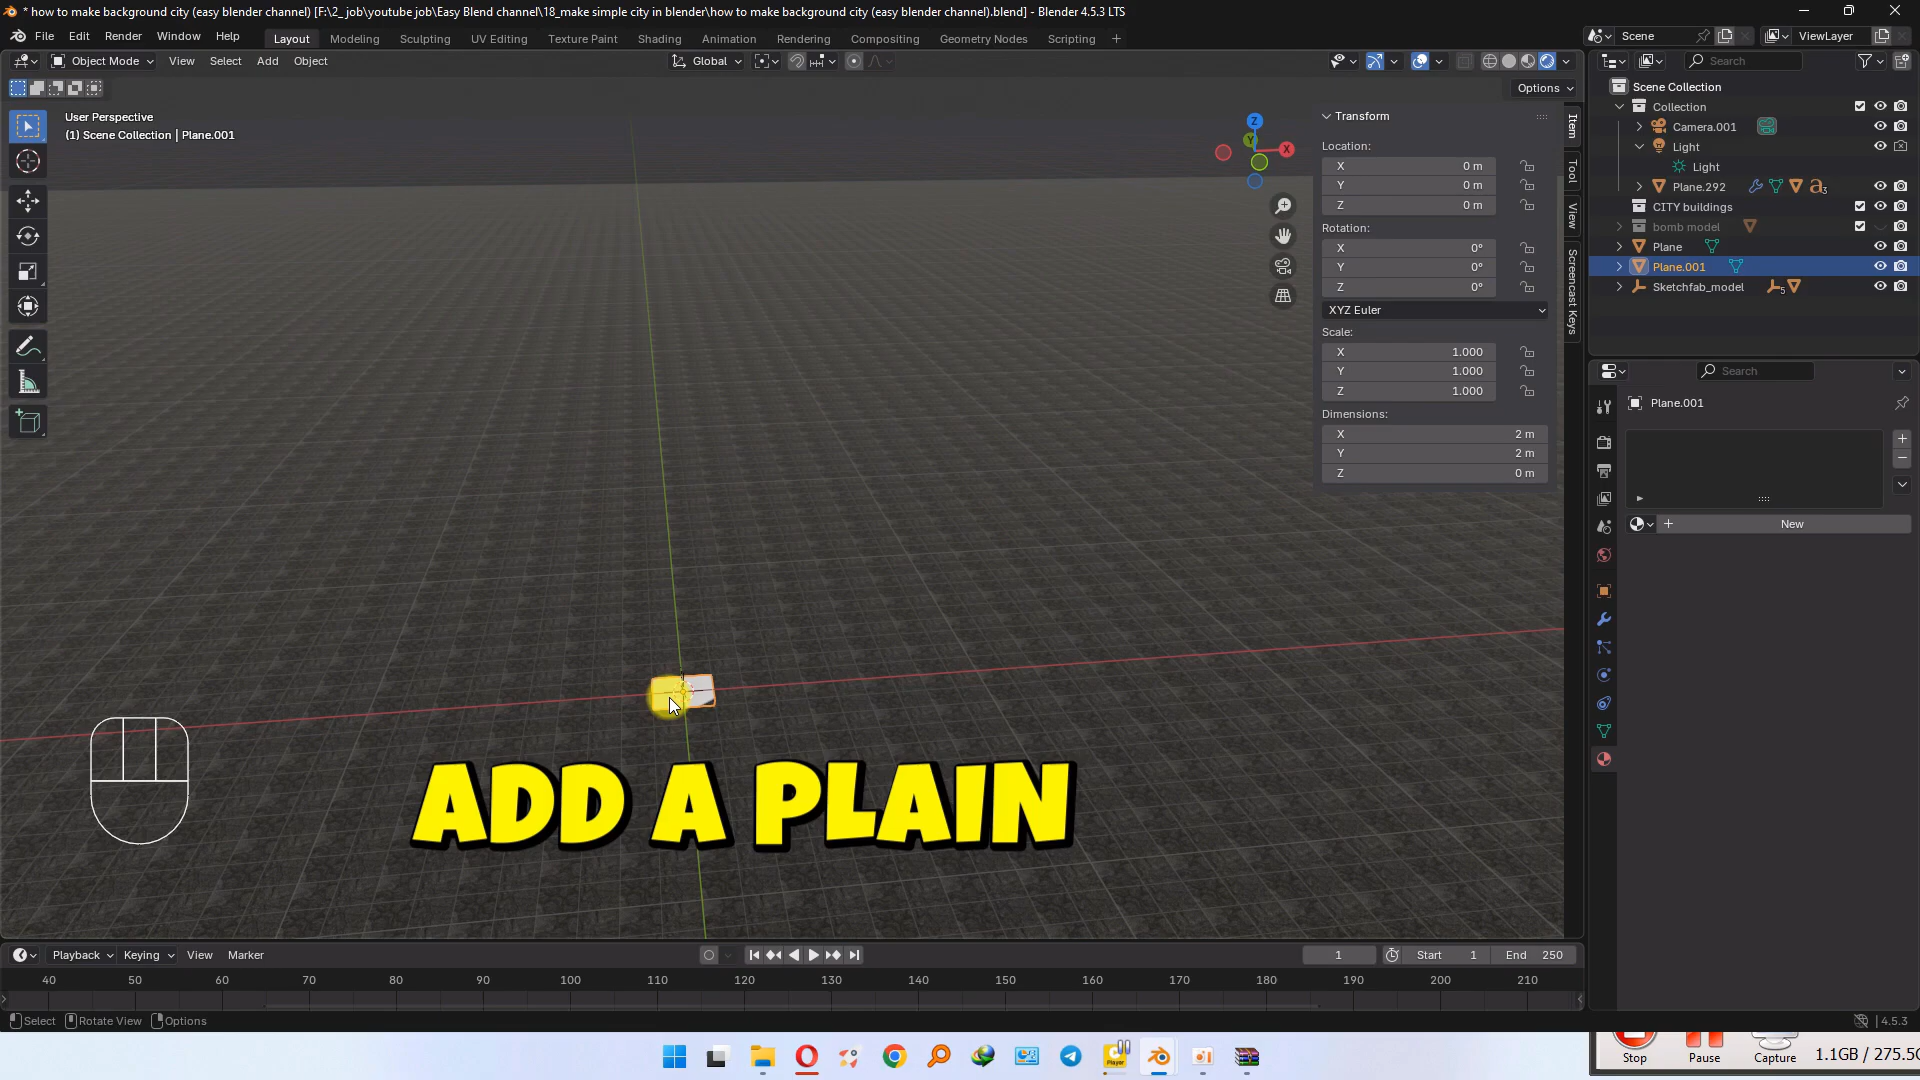 * how to make background city (easy blender channel) [F:\2_ job\youtube job\Easy Blend channel\18_make simple city in blender\how to make background city (easy blender channel).blend] - Blender 4.5.3 LTS
File Edit Render Window Help Layout Modeling Sculpting UV Editing Texture Paint Shading Animation Rendering Compositing Geometry Nodes Scripting + Scene ViewLayer
Object Mode View Select Add Object Global Search
Options
User Perspective
(1) Scene Collection | Plane.001
Z
Y
X
Transform
Location:
X 0 m
Y 0 m
Z 0 m
Rotation:
X 0°
Y 0°
Z 0°
XYZ Euler
Scale:
X 1.000
Y 1.000
Z 1.000
Dimensions:
X 2 m
Y 2 m
Z 0 m
Item
Tool
View
Screencast Keys
Scene Collection
Collection
Camera.001
Light
Light
Plane.292 3
CITY buildings
bomb model
Plane
Plane.001
Sketchfab_model 5
Search
Plane.001
New
ADD A PLAIN
Playback Keying View Marker 1 Start 1 End 250
40 50 60 70 80 90 100 110 120 130 140 150 160 170 180 190 200 210
Select Rotate View Options 4.5.3
Player
Stop Pause Capture 1.1GB / 275.5G